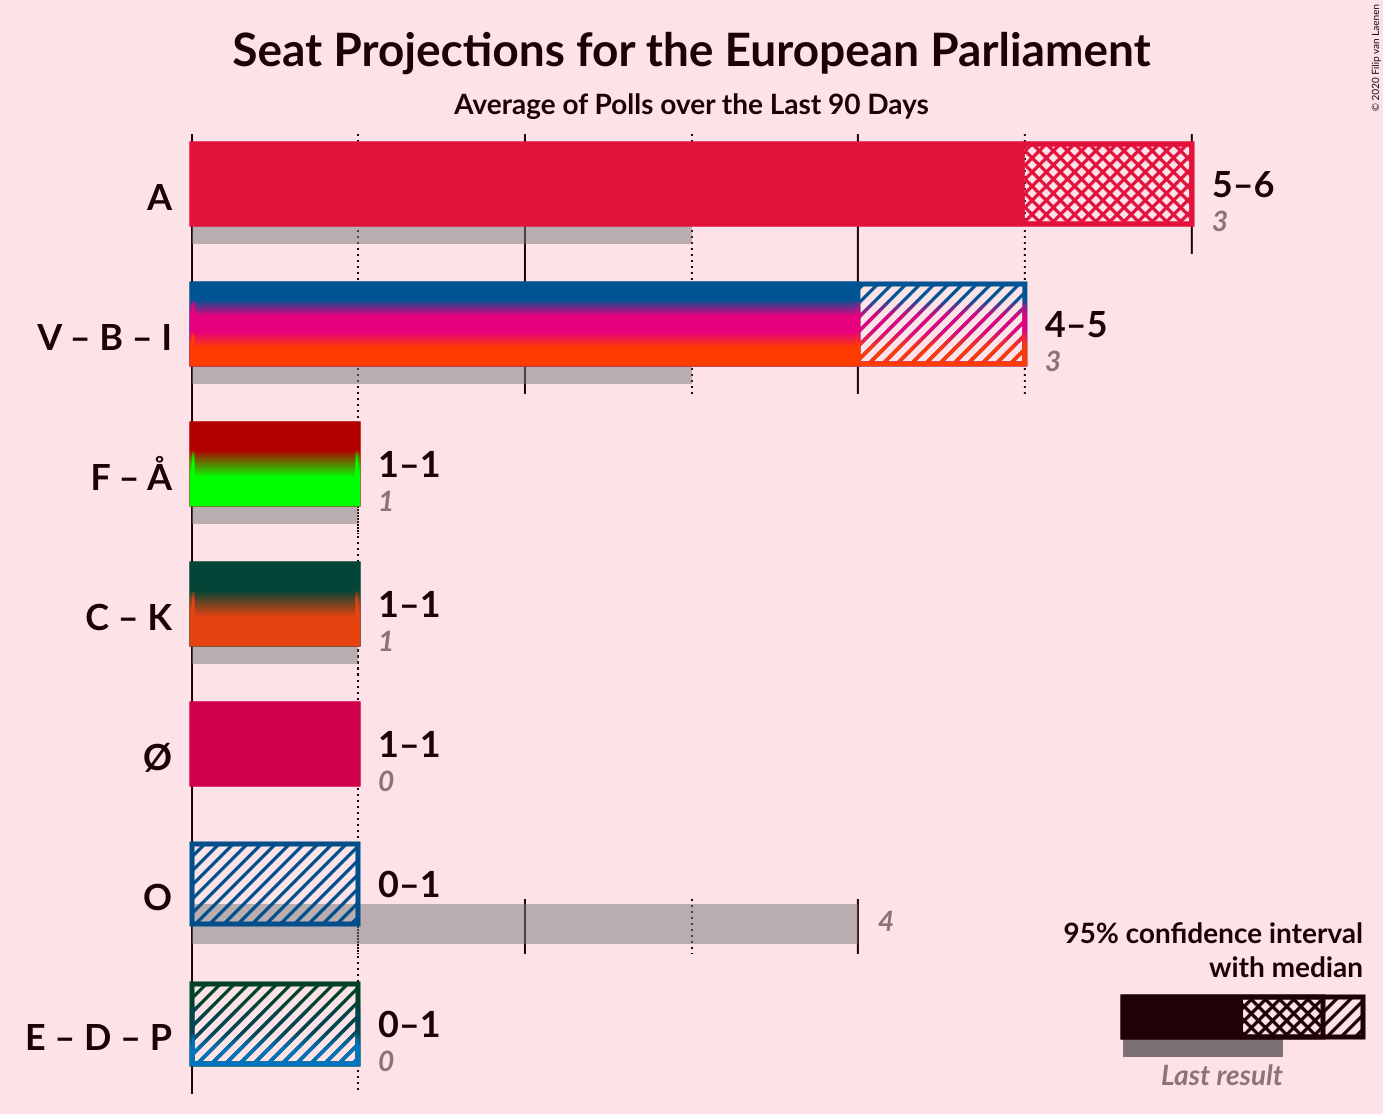 Seat Projections for the European Parliament
Average of Polls over the Last 90 Days
© 2020 Filip van Laenen
A
5–6
3
V – B – I
4–5
3
F – Å
1–1
1
C – K
1–1
1
Ø
1–1
0
O
0–1
4
E – D – P
0–1
0
95% confidence interval
with median
Last result